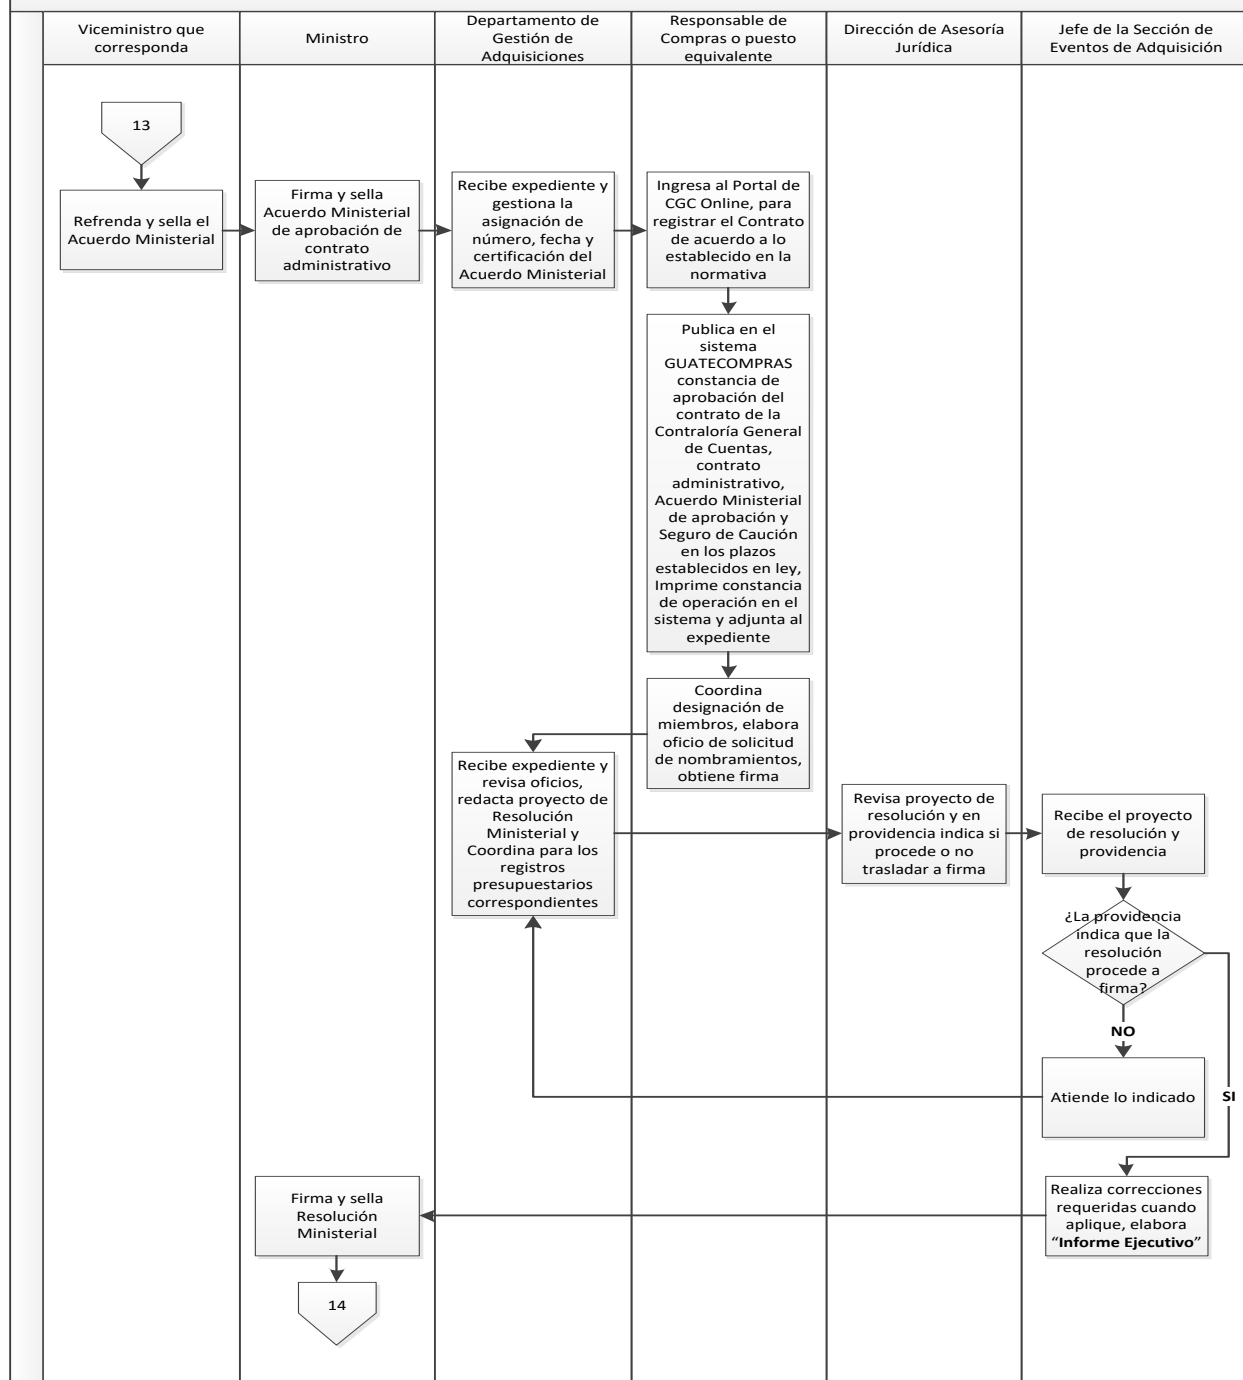 Viceministro que
corresponda
Ministro
Departamento de
Gestión de
Adquisiciones
Responsable de
Compras o puesto
equivalente
Dirección de Asesoría
Jurídica
Jefe de la Sección de
Eventos de Adquisición
13
Refrenda y sella el
Acuerdo Ministerial
Firma y sella
Acuerdo Ministerial
de aprobación de
contrato
administrativo
Recibe expediente y
gestiona la
asignación de
número, fecha y
certificación del
Acuerdo Ministerial
Ingresa al Portal de
CGC Online, para
registrar el Contrato
de acuerdo a lo
establecido en la
normativa
Publica en el
sistema
GUATECOMPRAS
constancia de
aprobación del
contrato de la
Contraloría General
de Cuentas,
contrato
administrativo,
Acuerdo Ministerial
de aprobación y
Seguro de Caución
en los plazos
establecidos en ley,
Imprime constancia
de operación en el
sistema y adjunta al
expediente
Coordina
designación de
miembros, elabora
oficio de solicitud
de nombramientos,
obtiene firma
Recibe expediente y
revisa oficios,
redacta proyecto de
Resolución
Ministerial y
Coordina para los
registros
presupuestarios
correspondientes
Revisa proyecto de
resolución y en
providencia indica si
procede o no
trasladar a firma
Recibe el proyecto
de resolución y
providencia
¿La providencia
indica que la
resolución
procede a
firma?
NO
SI
Atiende lo indicado
Realiza correcciones
requeridas cuando
aplique, elabora
“Informe Ejecutivo”
Firma y sella
Resolución
Ministerial
14